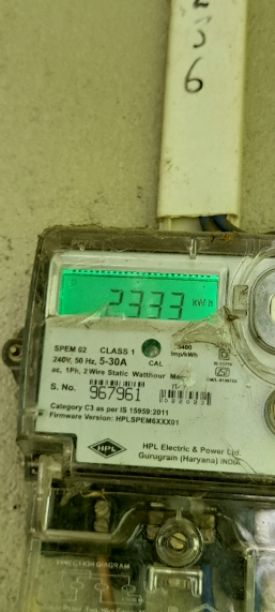 6
2333 kWh
SPEM 02 CLASS 1 CAL
240V, 50 Hz, 5-30A imp/kWh
ac, 1Ph, 2 Wire Static Watthour
S. No. 967961
Category C3 as per IS 15959:2011
Firmware Version: HPLSPEM6XXX01
HPL
HPL Electric & Power Ltd.
Gurugram (Haryana) INDIA